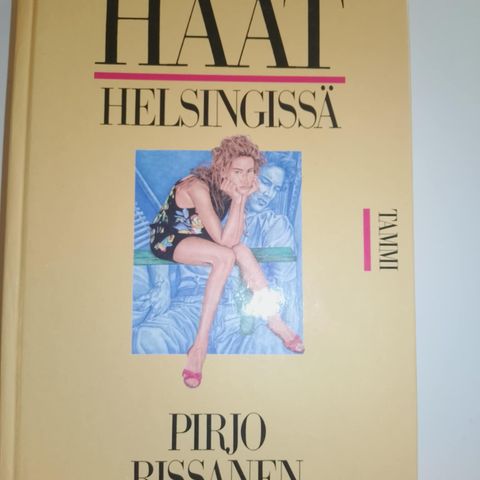 HÄÄT
HELSINGISSÄ
TAMMI
PIRJO
RISSANEN